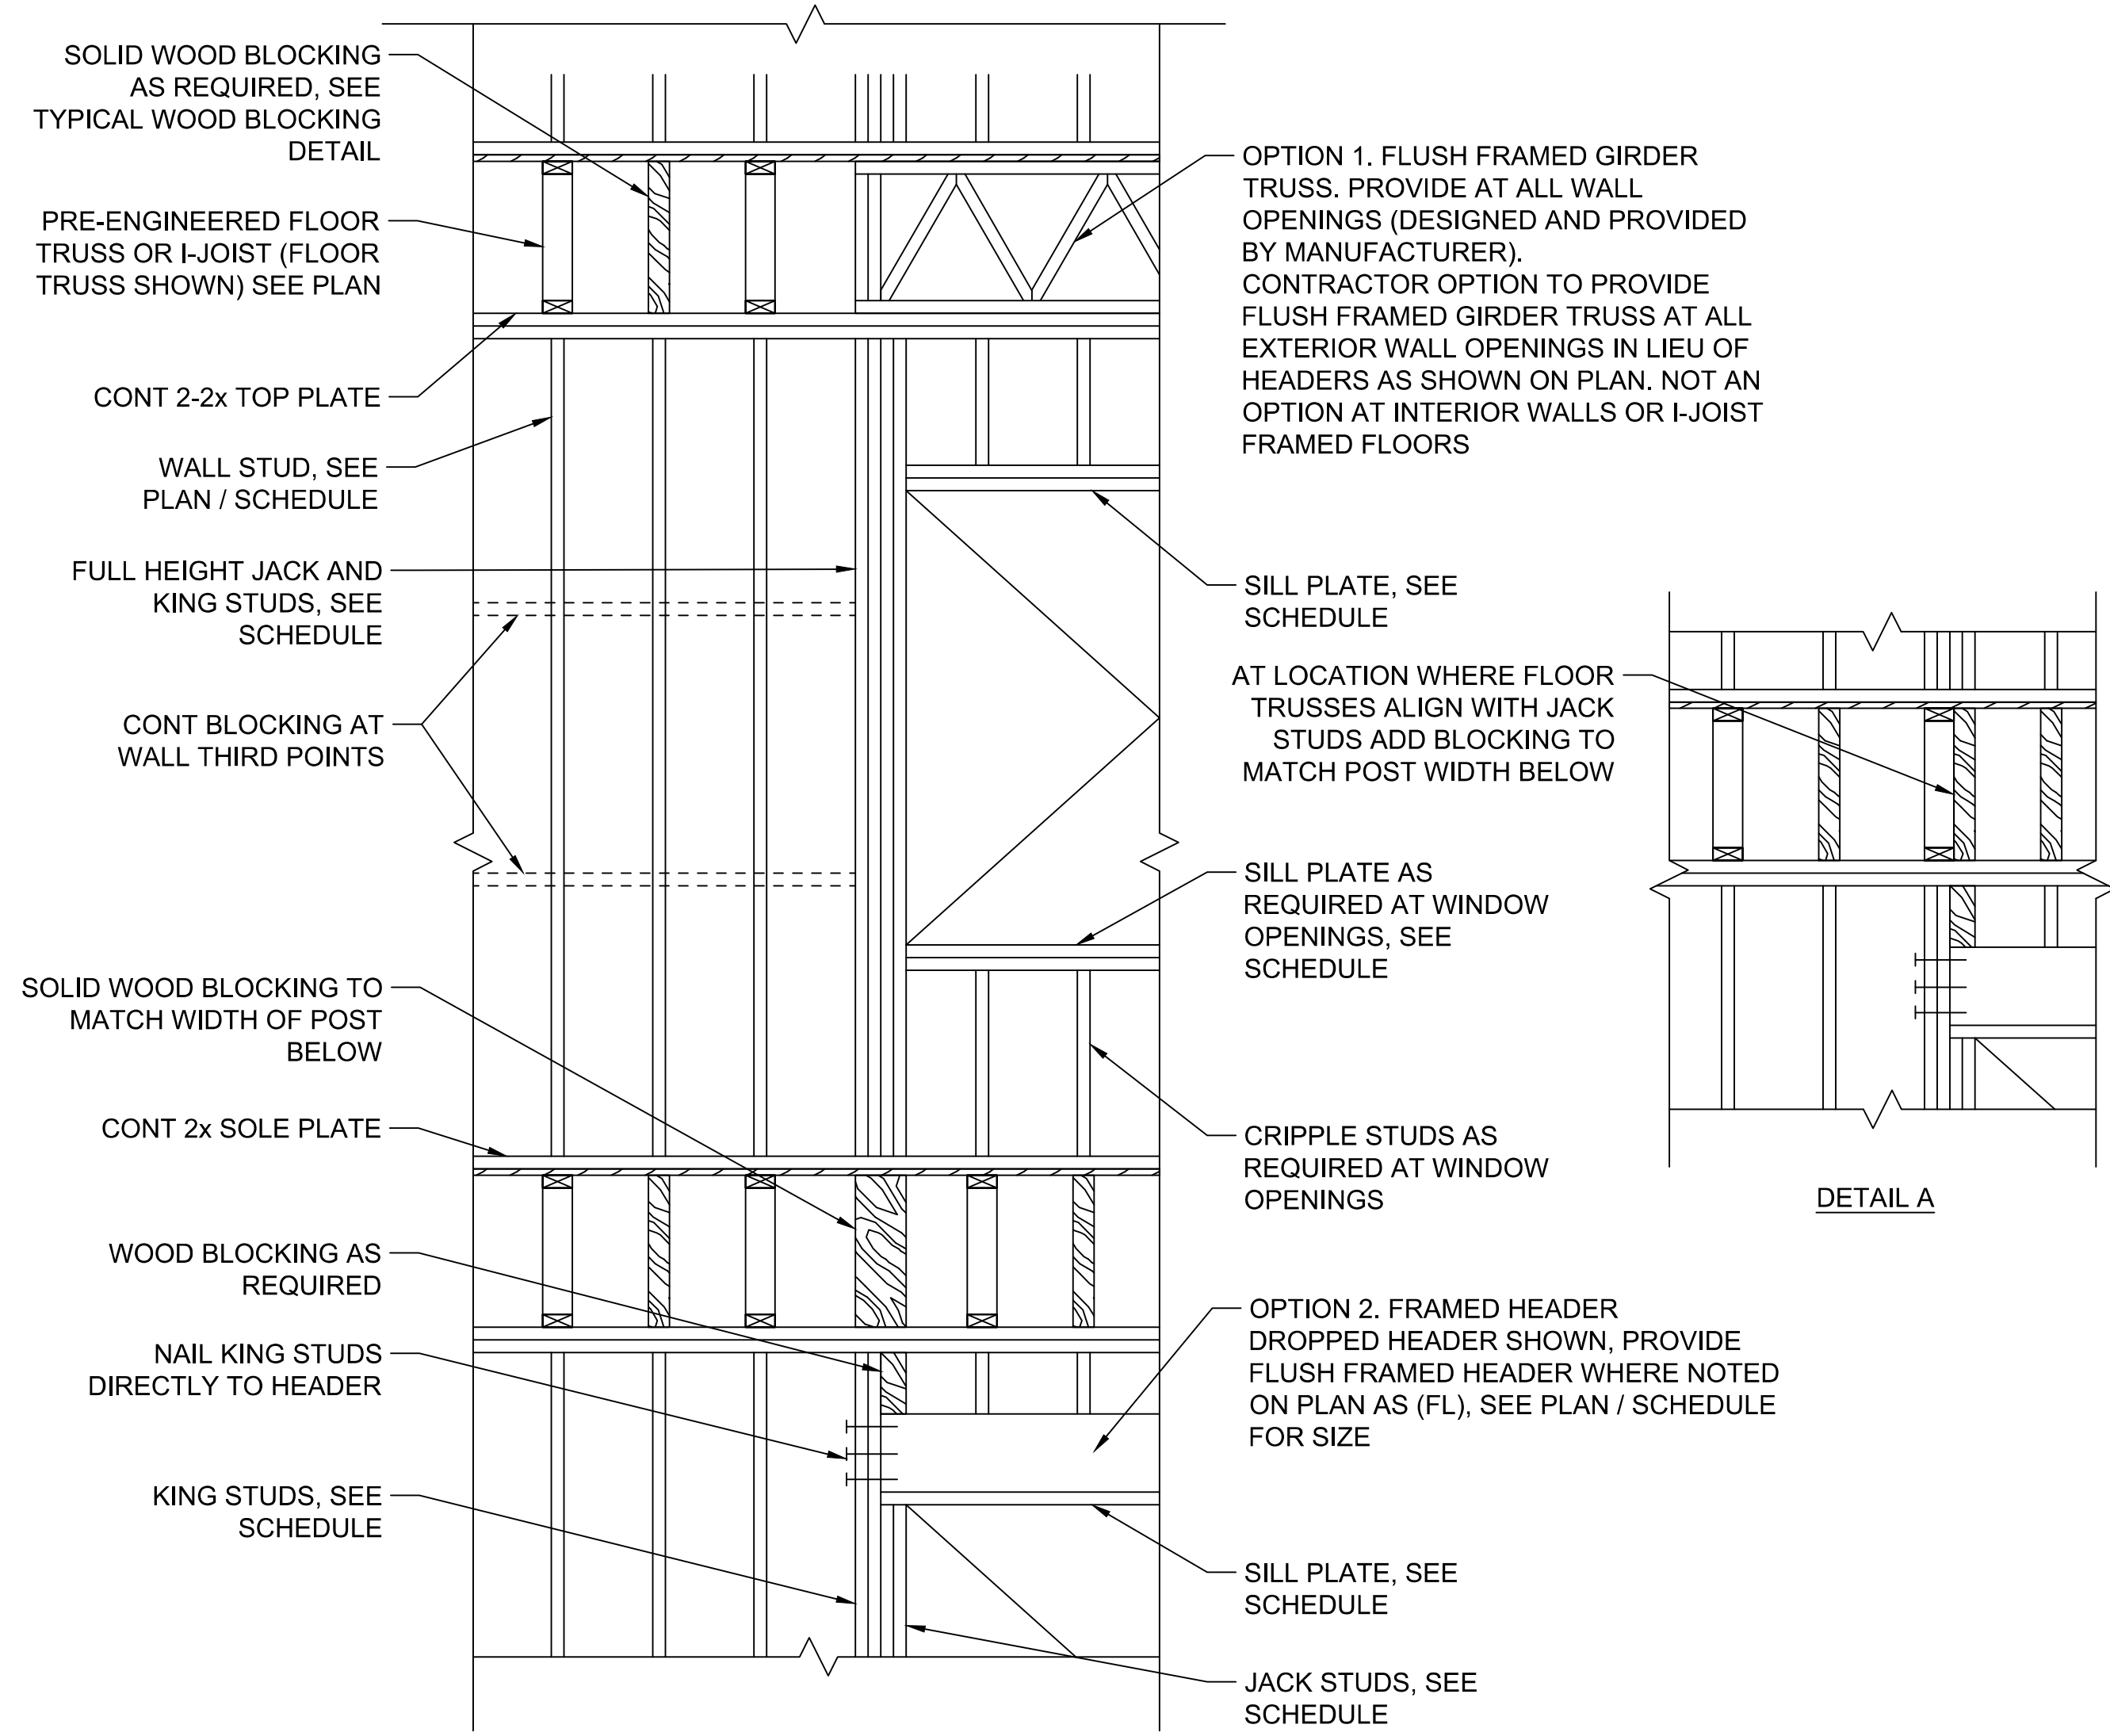 SOLID WOOD BLOCKING
AS REQUIRED, SEE
TYPICAL WOOD BLOCKING
DETAIL
PRE-ENGINEERED FLOOR
TRUSS OR I-JOIST (FLOOR
TRUSS SHOWN) SEE PLAN
CONT 2-2x TOP PLATE
WALL STUD, SEE
PLAN / SCHEDULE
FULL HEIGHT JACK AND
KING STUDS, SEE
SCHEDULE
CONT BLOCKING AT
WALL THIRD POINTS
SOLID WOOD BLOCKING TO
MATCH WIDTH OF POST
BELOW
CONT 2x SOLE PLATE
WOOD BLOCKING AS
REQUIRED
NAIL KING STUDS
DIRECTLY TO HEADER
KING STUDS, SEE
SCHEDULE
OPTION 1. FLUSH FRAMED GIRDER
TRUSS. PROVIDE AT ALL WALL
OPENINGS (DESIGNED AND PROVIDED
BY MANUFACTURER).
CONTRACTOR OPTION TO PROVIDE
FLUSH FRAMED GIRDER TRUSS AT ALL
EXTERIOR WALL OPENINGS IN LIEU OF
HEADERS AS SHOWN ON PLAN. NOT AN
OPTION AT INTERIOR WALLS OR I-JOIST
FRAMED FLOORS
SILL PLATE, SEE
SCHEDULE
AT LOCATION WHERE FLOOR
TRUSSES ALIGN WITH JACK
STUDS ADD BLOCKING TO
MATCH POST WIDTH BELOW
SILL PLATE AS
REQUIRED AT WINDOW
OPENINGS, SEE
SCHEDULE
CRIPPLE STUDS AS
REQUIRED AT WINDOW
OPENINGS
DETAIL A
OPTION 2. FRAMED HEADER
DROPPED HEADER SHOWN, PROVIDE
FLUSH FRAMED HEADER WHERE NOTED
ON PLAN AS (FL), SEE PLAN / SCHEDULE
FOR SIZE
SILL PLATE, SEE
SCHEDULE
JACK STUDS, SEE
SCHEDULE